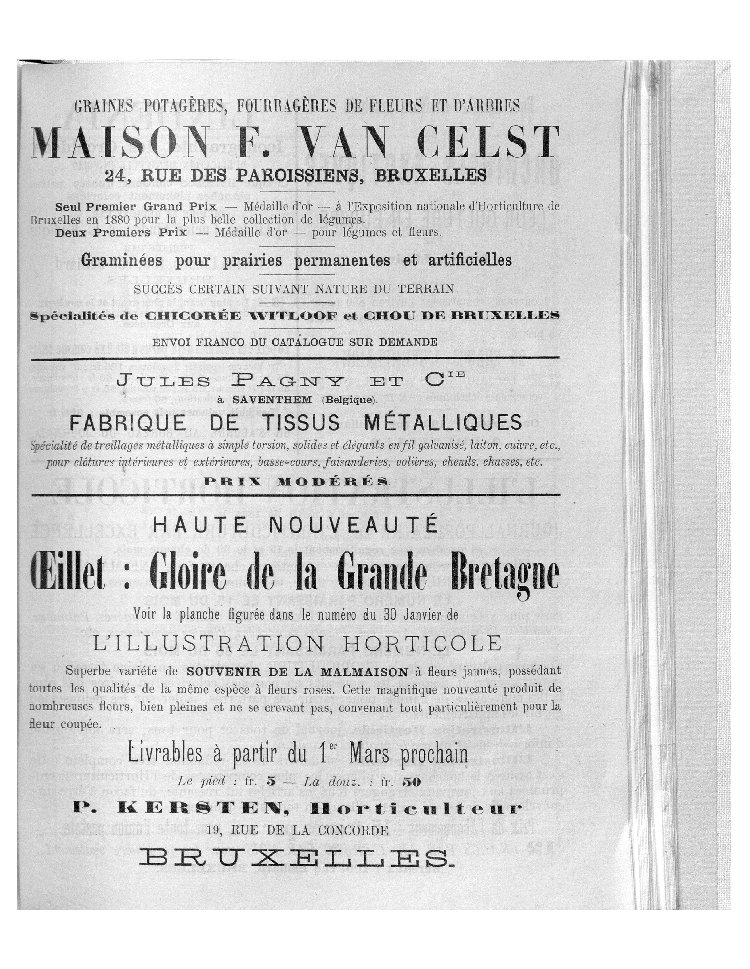 GRAINES POTAGÈRES, FOURRAGÈRES DE FLEURS ET D'ARBRES
MAISON F. VAN CELST
24, RUE DES PAROISSIENS, BRUXELLES
Seul Premier Grand Prix — Médaille d'or — à l'Exposition nationale d'Horticulture de
Bruxelles en 1880 pour la plus belle collection de légumes.
Deux Premiers Prix — Médaille d'or — pour légumes et fleurs.
Graminées pour prairies permanentes et artificielles
SUCCÈS CERTAIN SUIVANT NATURE DU TERRAIN
Spécialités de CHICORÉE WITLOOF et CHOU DE BRUXELLES
ENVOI FRANCO DU CATALOGUE SUR DEMANDE
JULES PAGNY ET CIE
à SAVENTHEM (Belgique).
FABRIQUE DE TISSUS MÉTALLIQUES
Spécialité de treillages métalliques à simple torsion, solides et élégants en fil galvanisé, laiton, cuivre, etc.,
pour clôtures intérieures et extérieures, basse-cours, faisanderies, volières, chenils, chasses, etc.
PRIX MODÉRÉS
HAUTE NOUVEAUTÉ
Œillet : Gloire de la Grande Bretagne
Voir la planche figurée dans le numéro du 30 Janvier de
L'ILLUSTRATION HORTICOLE
Superbe variété de SOUVENIR DE LA MALMAISON à fleurs jaunes, possédant
toutes les qualités de la même espèce à fleurs roses. Cette magnifique nouveauté produit de
nombreuses fleurs, bien pleines et ne se crevant pas, convenant tout particulièrement pour la
fleur coupée.
Livrables à partir du 1er Mars prochain
Le pied : fr. 5 — La douz. : fr. 50
P. KERSTEN, Horticulteur
19, RUE DE LA CONCORDE
BRUXELLES.